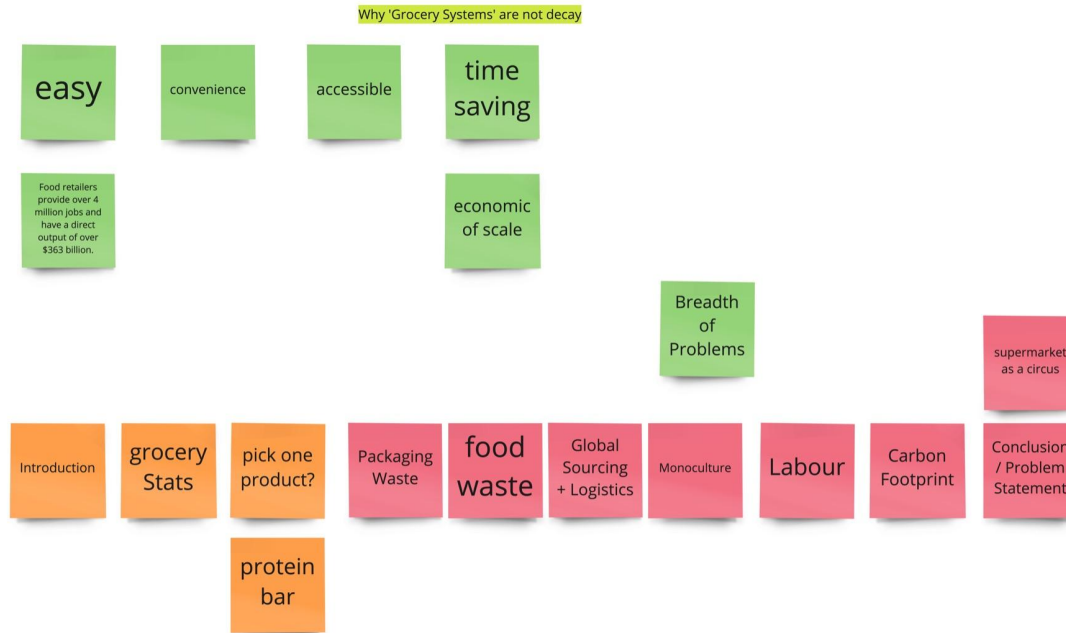 Why 'Grocery Systems' are not decay
easy
convenience
accessible
time
saving
Food retailers
provide over 4
million jobs and
have a direct
output of over
$363 billion.
economic
of scale
Breadth
of
Problems
supermarket
as a circus
Introduction
grocery
Stats
pick one
product?
Packaging
Waste
food
waste
Global
Sourcing
+ Logistics
Monoculture
Labour
Carbon
Footprint
Conclusion
/ Problem
Statement
protein
bar